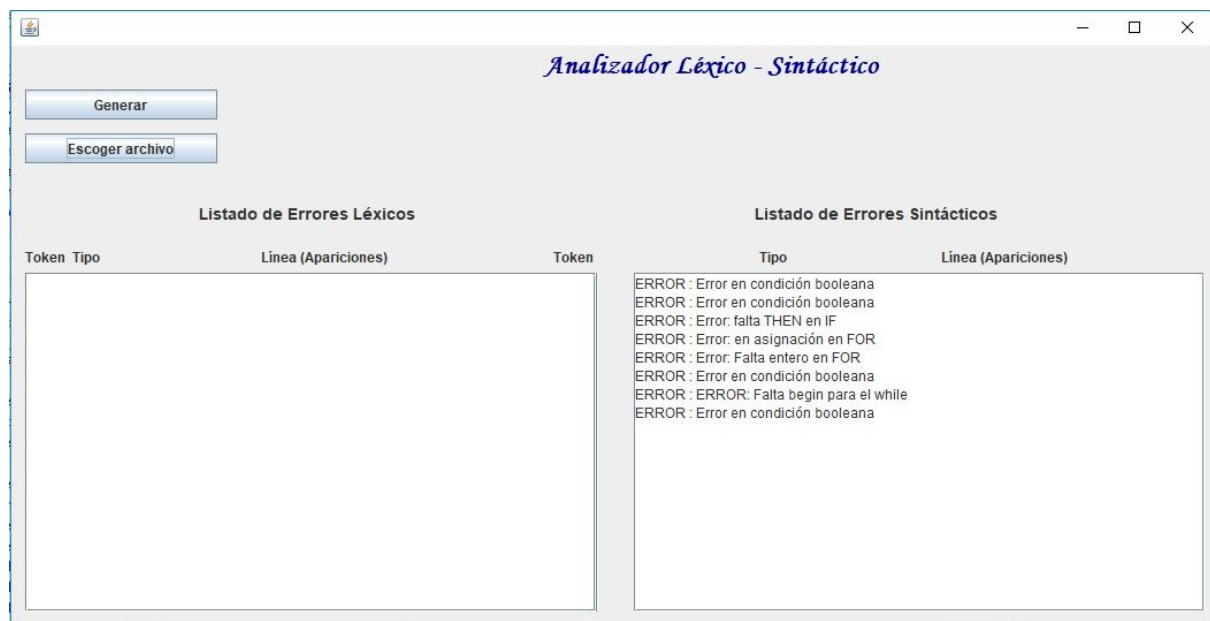 Analizador Léxico - Sintáctico
Generar
Escoger archivo
Listado de Errores Léxicos
Listado de Errores Sintácticos
Token Tipo Línea (Apariciones) Token
Tipo Línea (Apariciones)
ERROR : Error en condición booleana
ERROR : Error en condición booleana
ERROR : Error: falta THEN en IF
ERROR : Error: en asignación en FOR
ERROR : Error: Falta entero en FOR
ERROR : Error en condición booleana
ERROR : ERROR: Falta begin para el while
ERROR : Error en condición booleana